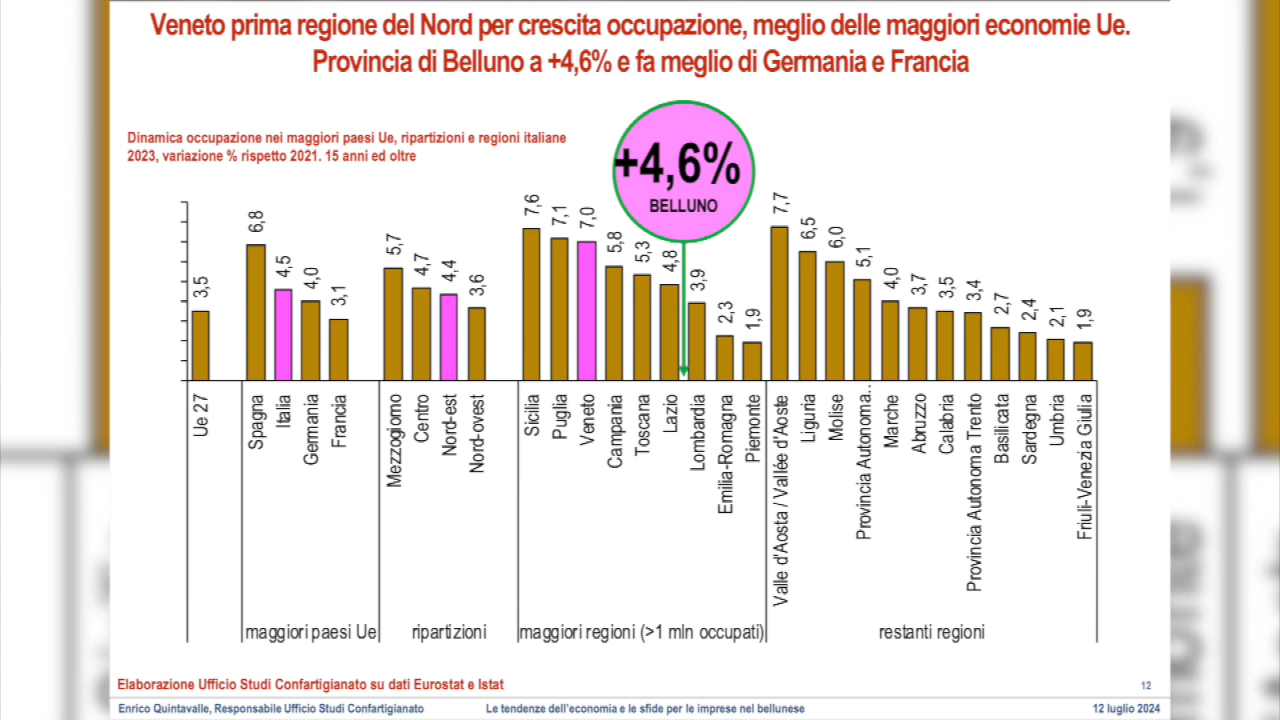 Veneto prima regione del Nord per crescita occupazione, meglio delle maggiori economie Ue.
Provincia di Belluno a +4,6% e fa meglio di Germania e Francia
Dinamica occupazione nei maggiori paesi Ue, ripartizioni e regioni italiane
2023, variazione % rispetto 2021. 15 anni ed oltre
+4,6%
BELLUNO
3,5
6,8
4,5
4,0
3,1
5,7
4,7
4,4
3,6
7,6
7,1
7,0
5,8
5,3
4,8
3,9
2,3
1,9
7,7
6,5
6,0
5,1
4,0
3,7
3,5
3,4
2,7
2,4
2,1
1,9
Ue 27
Spagna
Italia
Germania
Francia
Mezzogiorno
Centro
Nord-est
Nord-ovest
Sicilia
Puglia
Veneto
Campania
Toscana
Lazio
Lombardia
Emilia-Romagna
Piemonte
Valle d'Aosta / Vallée d'Aoste
Liguria
Molise
Provincia Autonoma..
Marche
Abruzzo
Calabria
Provincia Autonoma Trento
Basilicata
Sardegna
Umbria
Friuli-Venezia Giulia
maggiori paesi Ue
ripartizioni
maggiori regioni (>1 mln occupati)
restanti regioni
Elaborazione Ufficio Studi Confartigianato su dati Eurostat e Istat
12
Enrico Quintavalle, Responsabile Ufficio Studi Confartigianato
Le tendenze dell'economia e le sfide per le imprese nel bellunese
12 luglio 2024